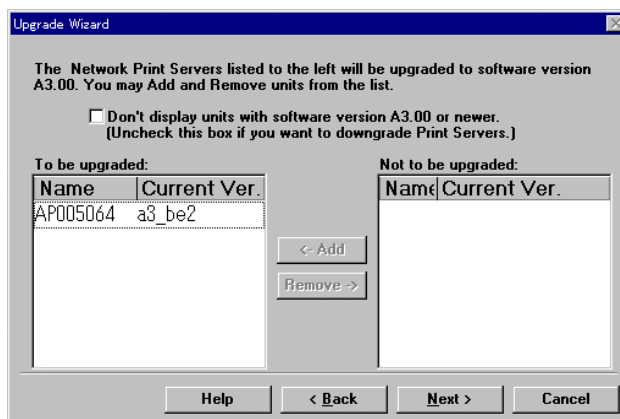 Upgrade Wizard
The Network Print Servers listed to the left will be upgraded to software version
A3.00. You may Add and Remove units from the list.
Don't display units with software version A3.00 or newer.
(Uncheck this box if you want to downgrade Print Servers.)
To be upgraded:
Name Current Ver.
AP005064 a3_be2
<- Add
Remove ->
Not to be upgraded:
Name Current Ver.
Help
< Back
Next >
Cancel